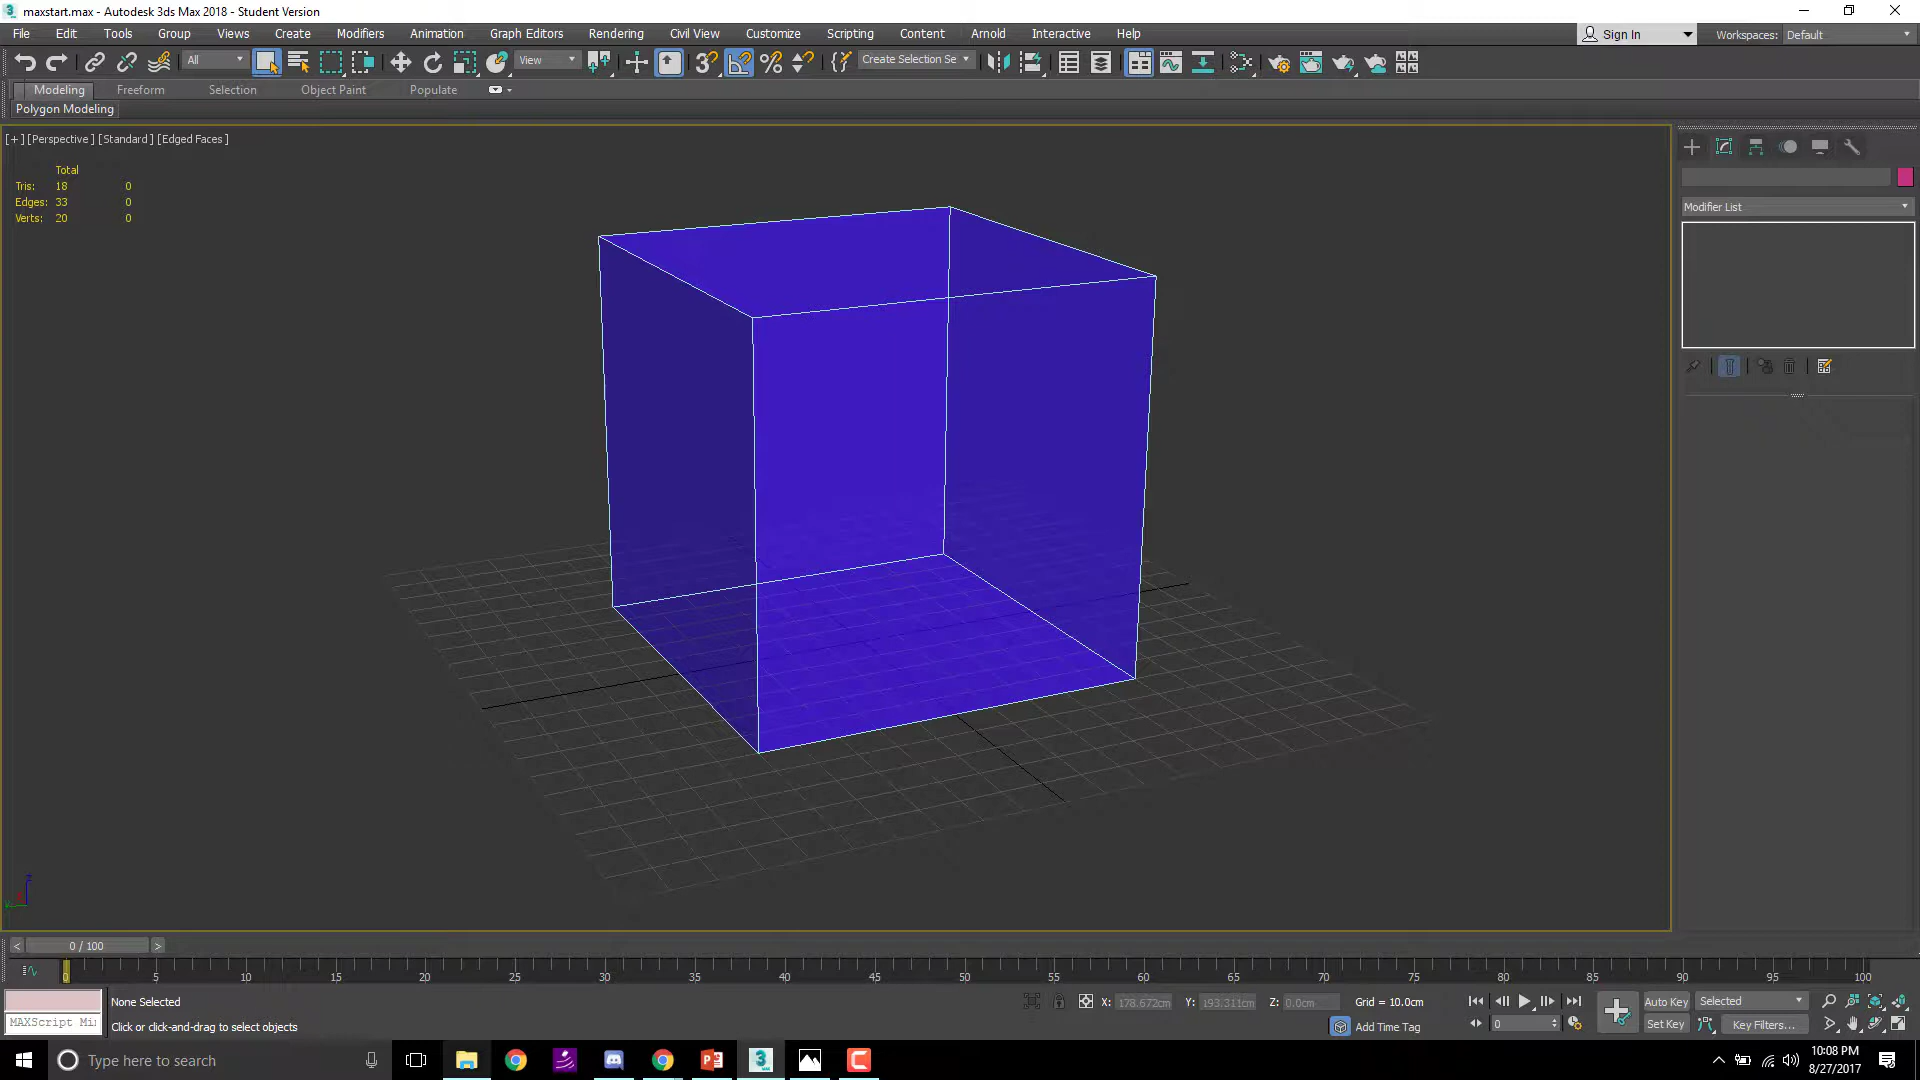 maxstart.max - Autodesk 3ds Max 2018 - Student Version
File Edit Tools Group Views Create Modifiers Animation Graph Editors Rendering Civil View Customize Scripting Content Arnold Interactive Help
Sign In
Workspaces: Default
All
View
Create Selection Se
Modeling Freeform Selection Object Paint Populate
Polygon Modeling
[+] [Perspective] [Standard] [Edged Faces]
Total
Tris: 18 0
Edges: 33 0
Verts: 20 0
Modifier List
< 0 / 100 >
0 5 10 15 20 25 30 35 40 45 50 55 60 65 70 75 80 85 90 95 100
None Selected
X: 178.672cm Y: 193.311cm Z: 0.0cm Grid = 10.0cm
Auto Key Selected
MAXScript Mi
Click or click-and-drag to select objects
Add Time Tag
0
Set Key Key Filters...
Type here to search
10:08 PM
8/27/2017